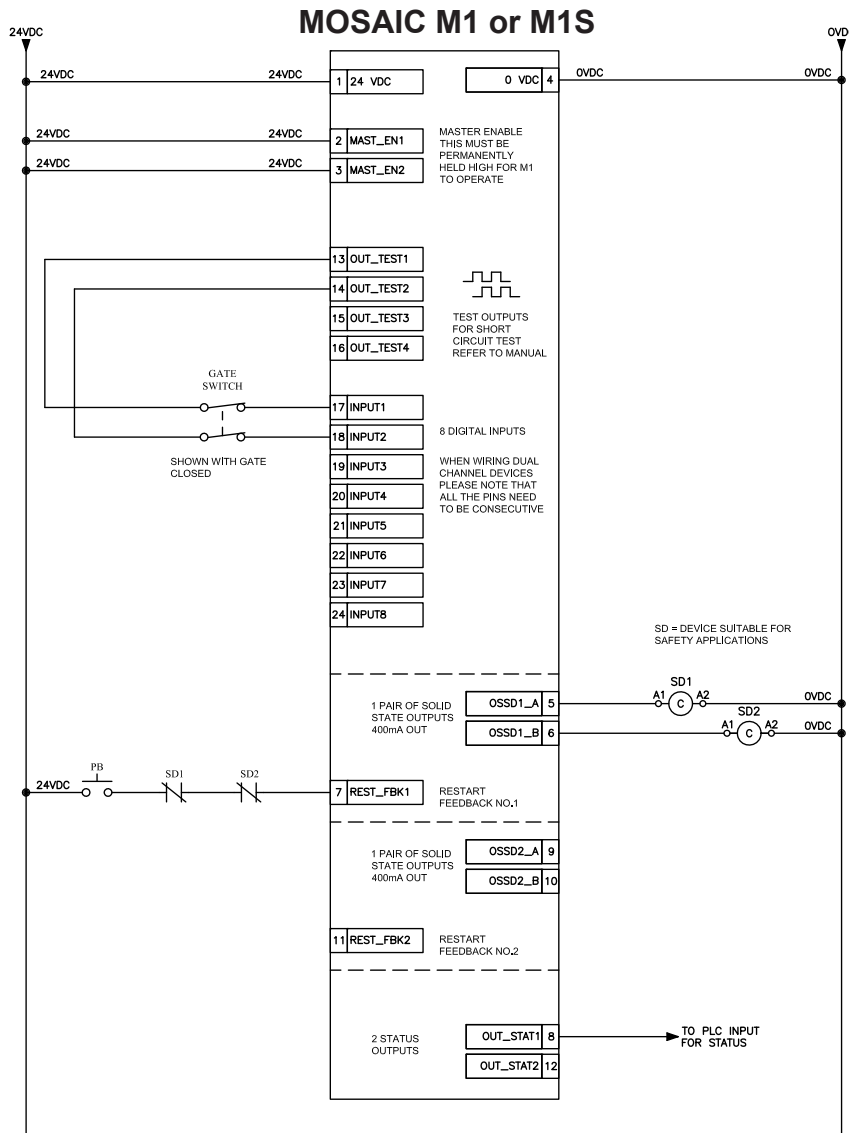 MOSAIC M1 or M1S
24VDC
0VD
24VDC 24VDC 1 24 VDC
0 VDC 4 0VDC 0VDC
24VDC 24VDC 2 MAST_EN1
24VDC 24VDC 3 MAST_EN2
MASTER ENABLE
THIS MUST BE
PERMANENTLY
HELD HIGH FOR M1
TO OPERATE
13 OUT_TEST1
14 OUT_TEST2
15 OUT_TEST3
16 OUT_TEST4
TEST OUTPUTS
FOR SHORT
CIRCUIT TEST
REFER TO MANUAL
GATE
SWITCH
SHOWN WITH GATE
CLOSED
17 INPUT1
18 INPUT2
19 INPUT3
20 INPUT4
21 INPUT5
22 INPUT6
23 INPUT7
24 INPUT8
8 DIGITAL INPUTS
WHEN WIRING DUAL
CHANNEL DEVICES
PLEASE NOTE THAT
ALL THE PINS NEED
TO BE CONSECUTIVE
SD = DEVICE SUITABLE FOR
SAFETY APPLICATIONS
1 PAIR OF SOLID
STATE OUTPUTS
400mA OUT
OSSD1_A 5
OSSD1_B 6
SD1
A1 C A2 0VDC
SD2
A1 C A2 0VDC
24VDC PB SD1 SD2
7 REST_FBK1
RESTART
FEEDBACK NO.1
1 PAIR OF SOLID
STATE OUTPUTS
400mA OUT
OSSD2_A 9
OSSD2_B 10
11 REST_FBK2
RESTART
FEEDBACK NO.2
2 STATUS
OUTPUTS
OUT_STAT1 8
OUT_STAT2 12
TO PLC INPUT
FOR STATUS